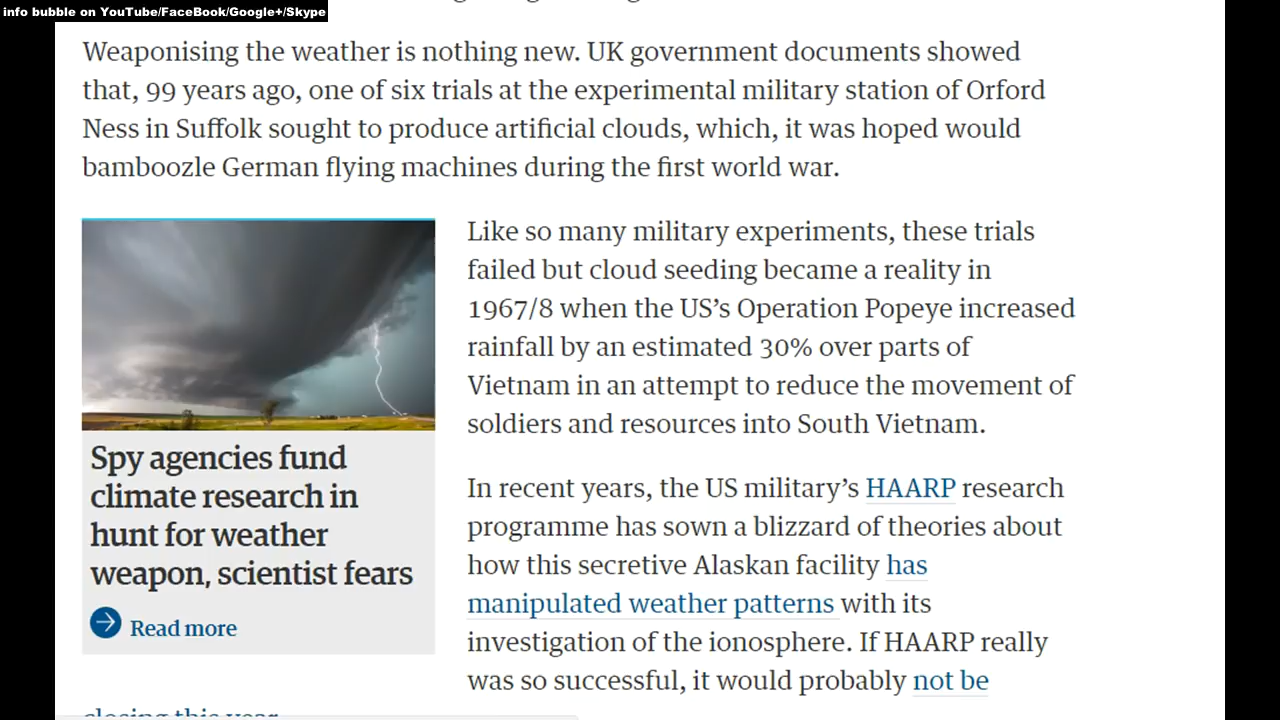 info bubble on YouTube/FaceBook/Google+/Skype
Weaponising the weather is nothing new. UK government documents showed
that, 99 years ago, one of six trials at the experimental military station of Orford
Ness in Suffolk sought to produce artificial clouds, which, it was hoped would
bamboozle German flying machines during the first world war.
Like so many military experiments, these trials
failed but cloud seeding became a reality in
1967/8 when the US’s Operation Popeye increased
rainfall by an estimated 30% over parts of
Vietnam in an attempt to reduce the movement of
soldiers and resources into South Vietnam.
Spy agencies fund
climate research in
hunt for weather
weapon, scientist fears
Read more
In recent years, the US military’s HAARP research
programme has sown a blizzard of theories about
how this secretive Alaskan facility has
manipulated weather patterns with its
investigation of the ionosphere. If HAARP really
was so successful, it would probably not be
closing this year